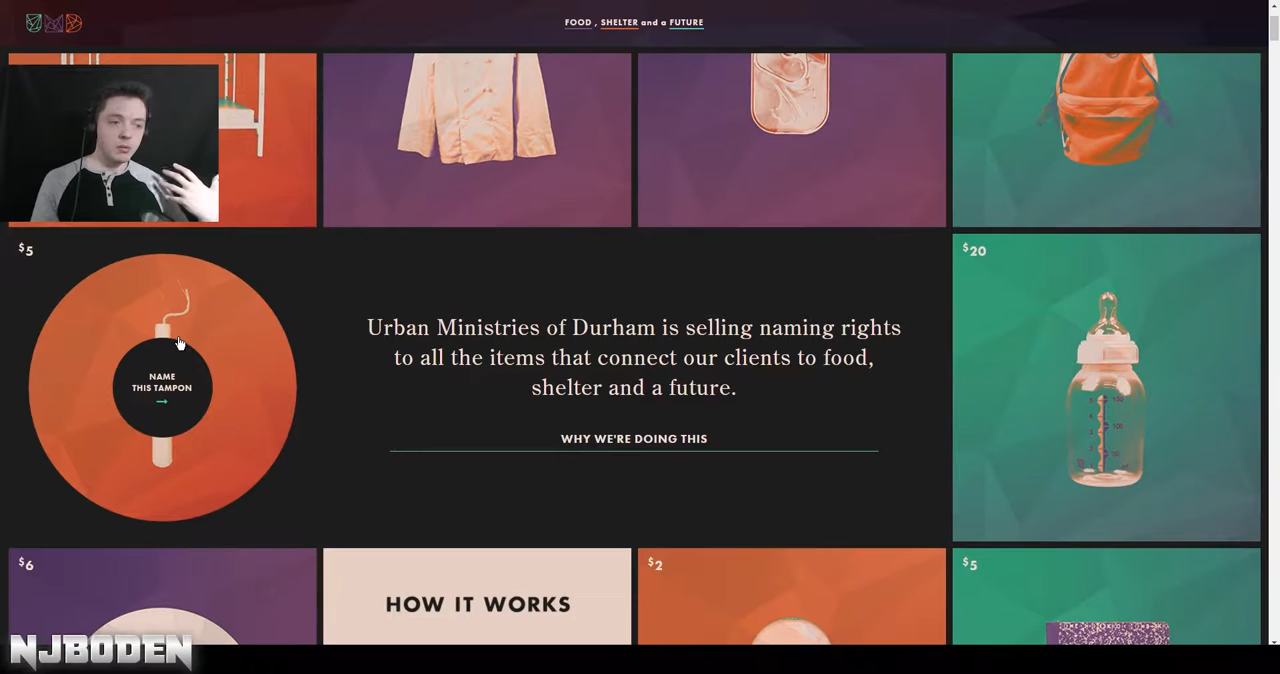 UMD
FOOD , SHELTER and a FUTURE
$5
$20
NAME
THIS TAMPON
Urban Ministries of Durham is selling naming rights
to all the items that connect our clients to food,
shelter and a future.
WHY WE'RE DOING THIS
$6
HOW IT WORKS
$2
$5
NJBODEN